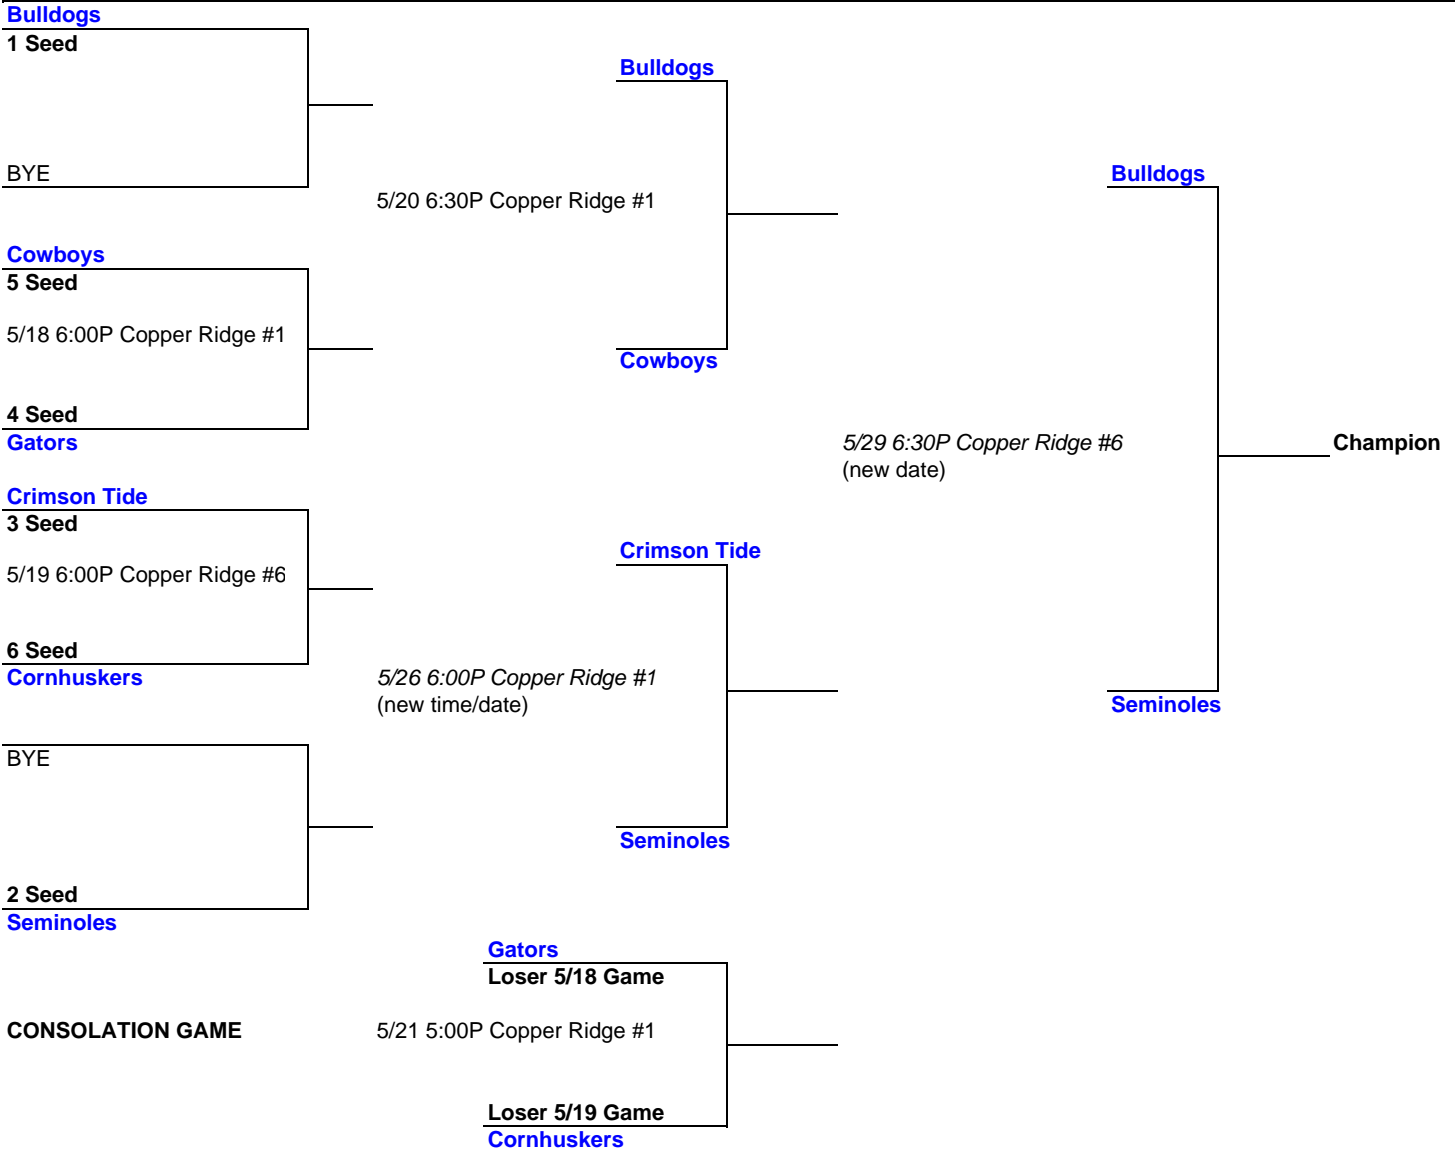 Bulldogs
1 Seed
Bulldogs
BYE
Bulldogs
5/20 6:30P Copper Ridge #1
Cowboys
5 Seed
5/18 6:00P Copper Ridge #1
Cowboys
4 Seed
Gators
5/29 6:30P Copper Ridge #6
Champion
(new date)
Crimson Tide
3 Seed
Crimson Tide
5/19 6:00P Copper Ridge #6
6 Seed
Cornhuskers
5/26 6:00P Copper Ridge #1
(new time/date)
Seminoles
BYE
Seminoles
2 Seed
Seminoles
Gators
Loser 5/18 Game
CONSOLATION GAME
5/21 5:00P Copper Ridge #1
Loser 5/19 Game
Cornhuskers